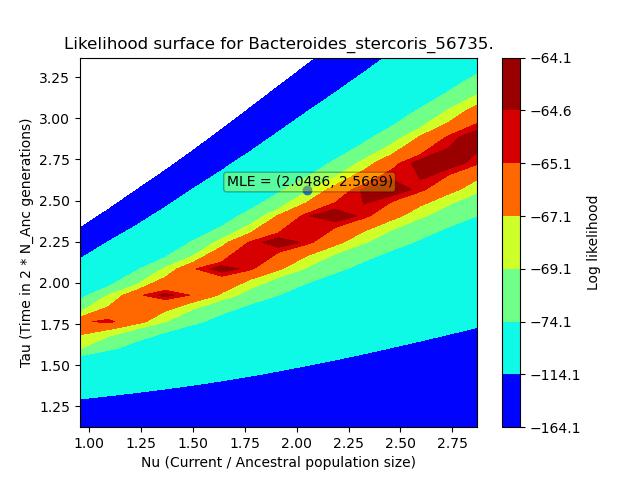 Likelihood surface for Bacteroides_stercoris_56735.
3.25
3.00
2.75
2.50
2.25
2.00
1.75
1.50
1.25
Tau (Time in 2 * N_Anc generations)
MLE = (2.0486, 2.5669)
1.00 1.25 1.50 1.75 2.00 2.25 2.50 2.75
Nu (Current / Ancestral population size)
−64.1
−64.6
−65.1
−67.1
−69.1
−74.1
−114.1
−164.1
Log likelihood